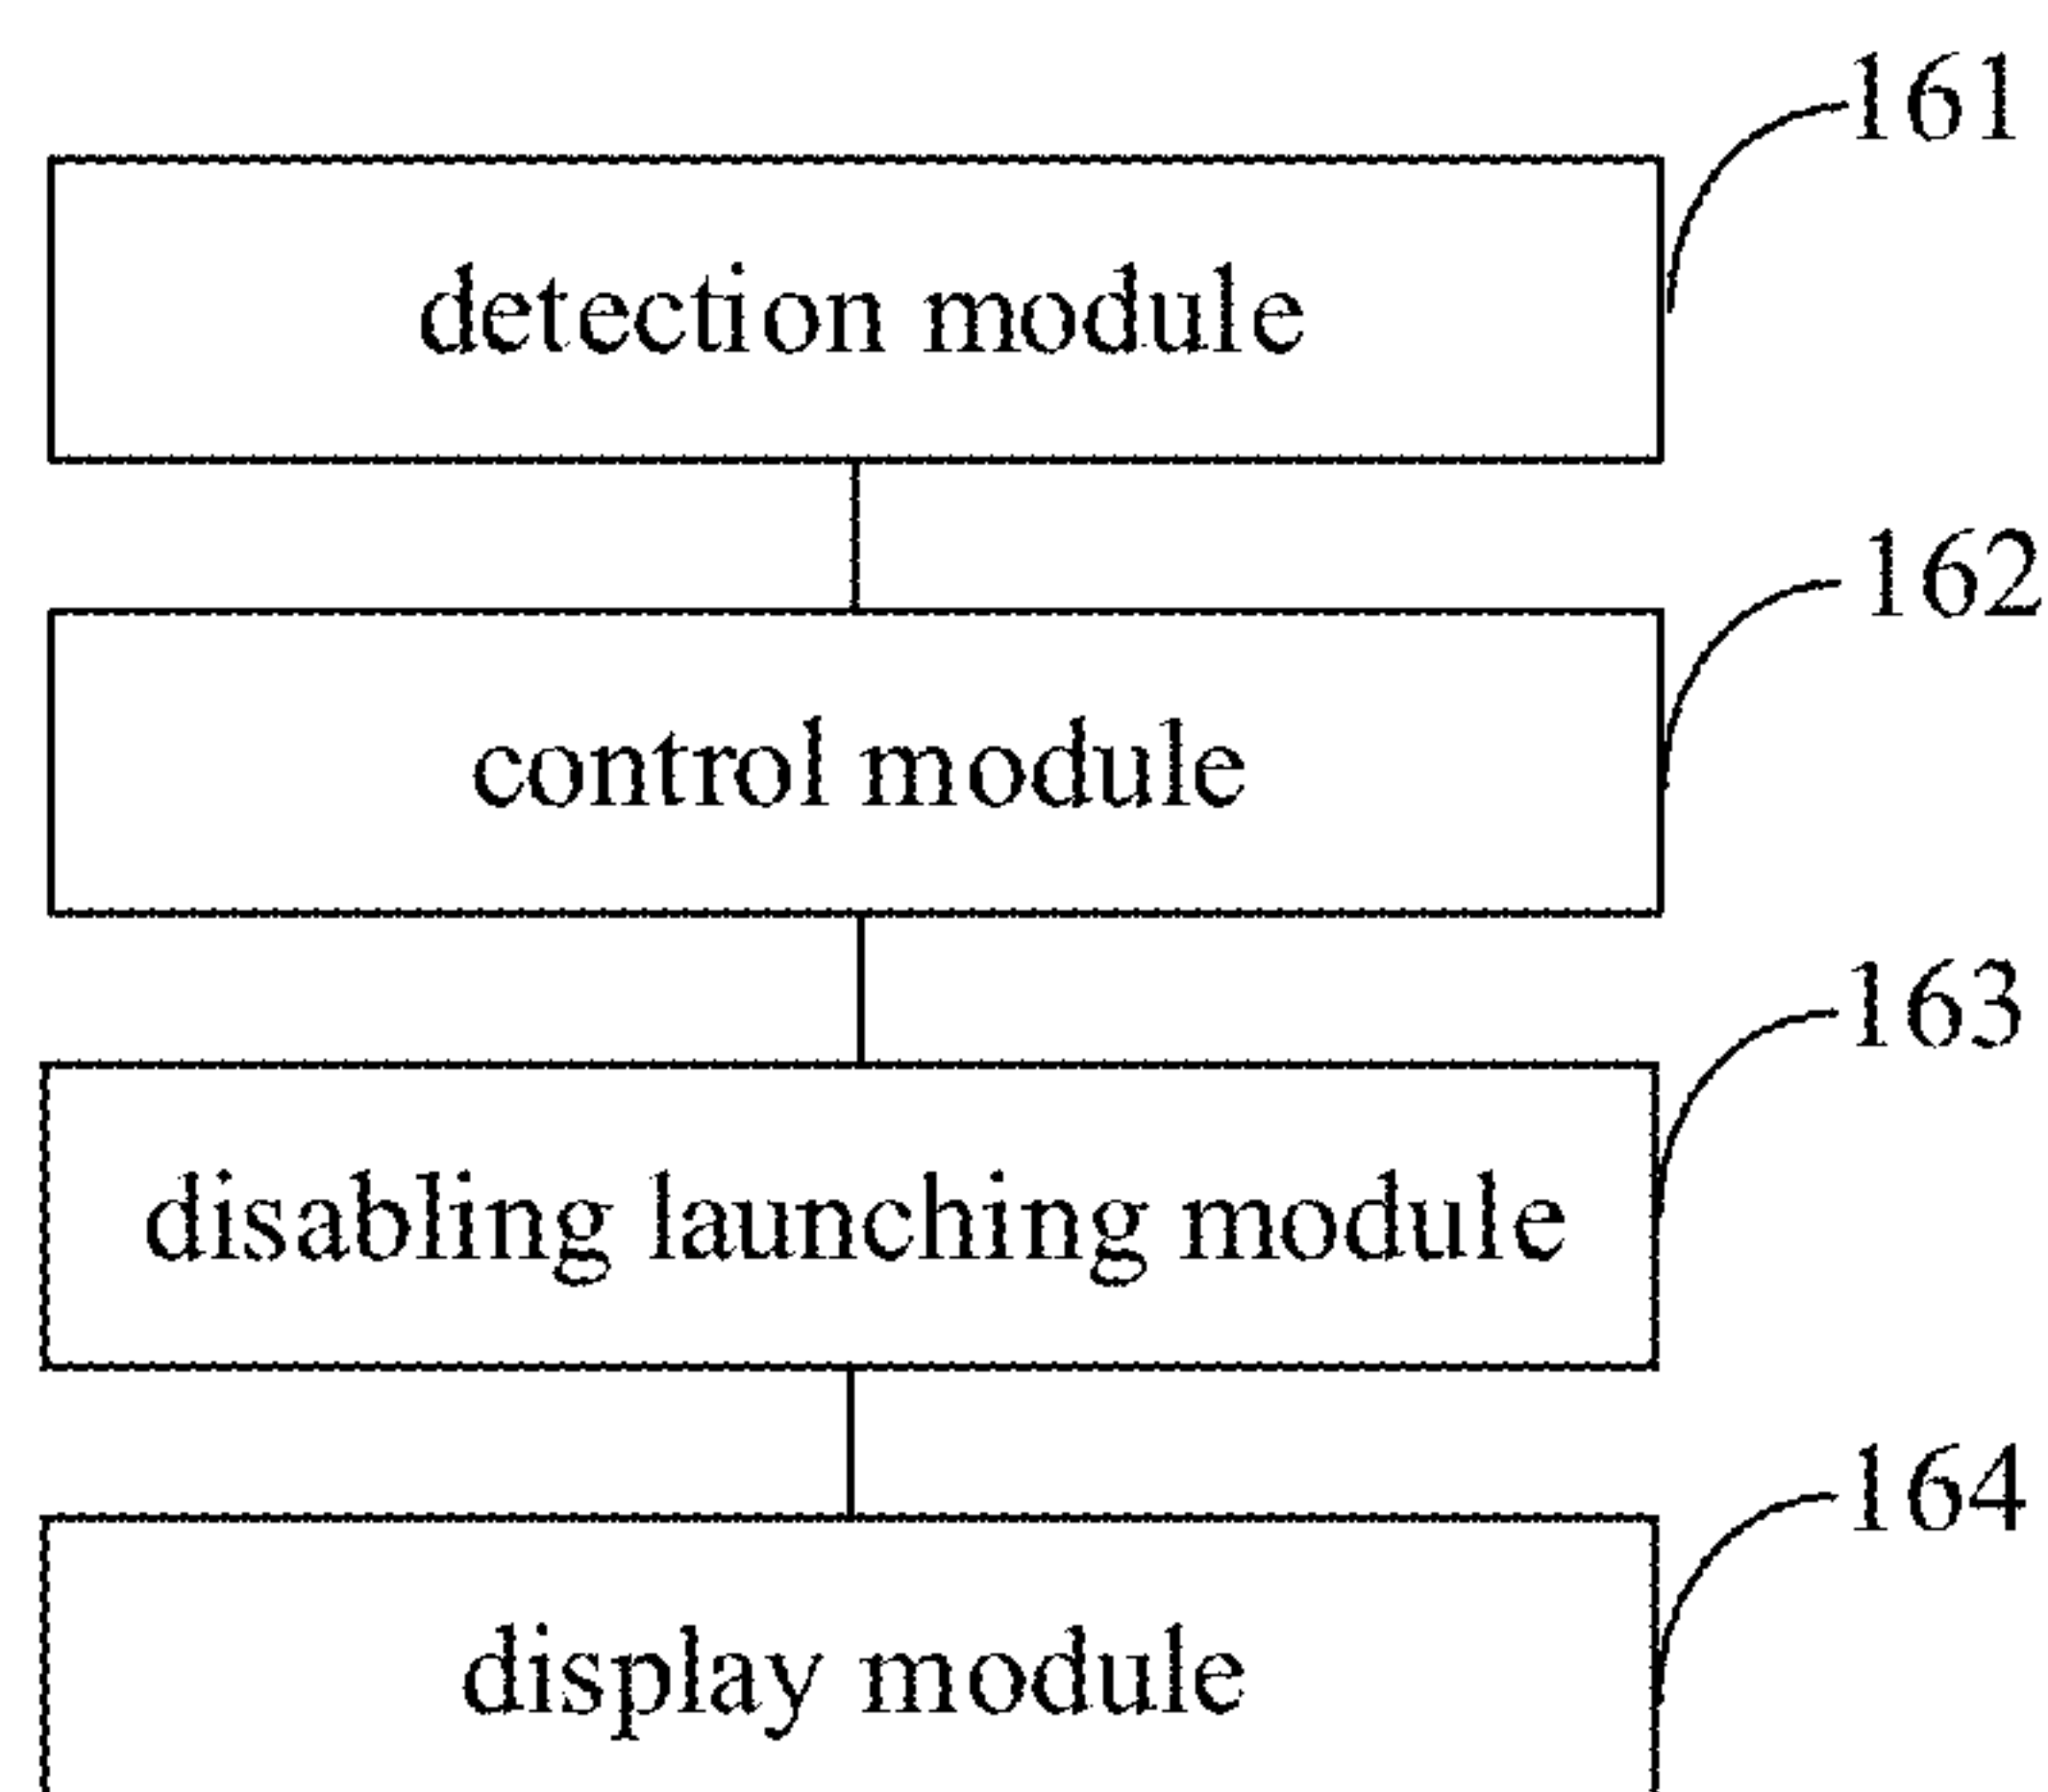 161
detection module
162
control module
163
disabling launching module
164
display module